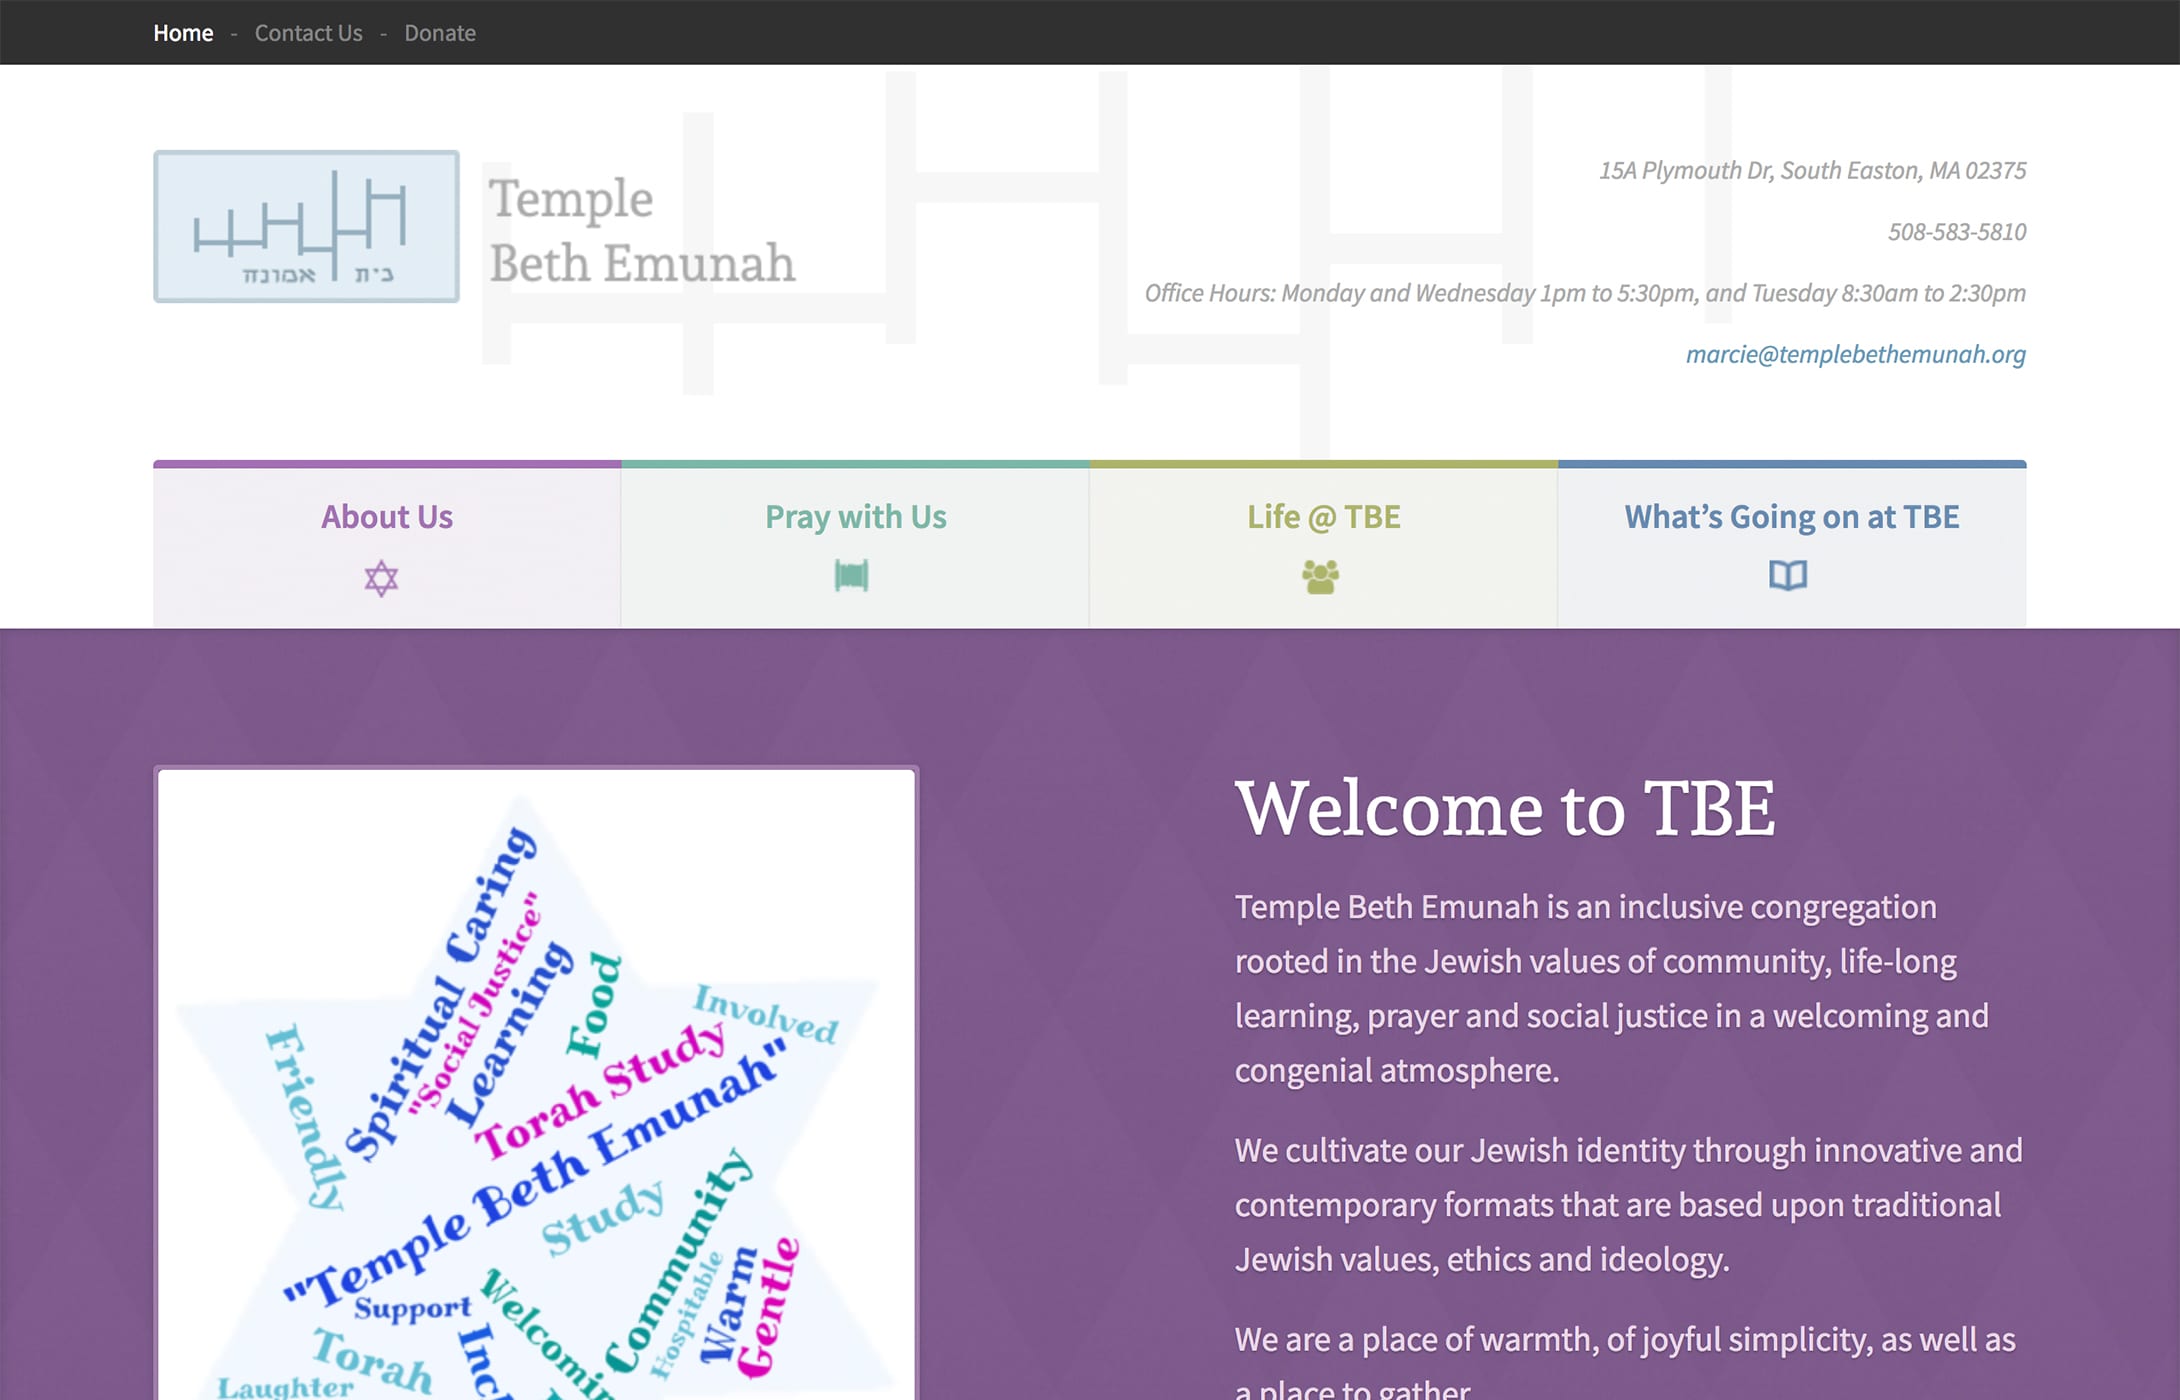 Home - Contact Us - Donate
בית אמונה
Temple
Beth Emunah
15A Plymouth Dr, South Easton, MA 02375
508-583-5810
Office Hours: Monday and Wednesday 1pm to 5:30pm, and Tuesday 8:30am to 2:30pm
marcie@templebethemunah.org
About Us
Pray with Us
Life @ TBE
What’s Going on at TBE
Spiritual Caring
"Social Justice"
Learning
Food
Involved
Friendly
Torah Study
"Temple Beth Emunah"
Study
Community
Hospitable
Warm
Gentle
Support
Torah
Laughter
Welcome to TBE
Temple Beth Emunah is an inclusive congregation
rooted in the Jewish values of community, life-long
learning, prayer and social justice in a welcoming and
congenial atmosphere.
We cultivate our Jewish identity through innovative and
contemporary formats that are based upon traditional
Jewish values, ethics and ideology.
We are a place of warmth, of joyful simplicity, as well as
a place to gather